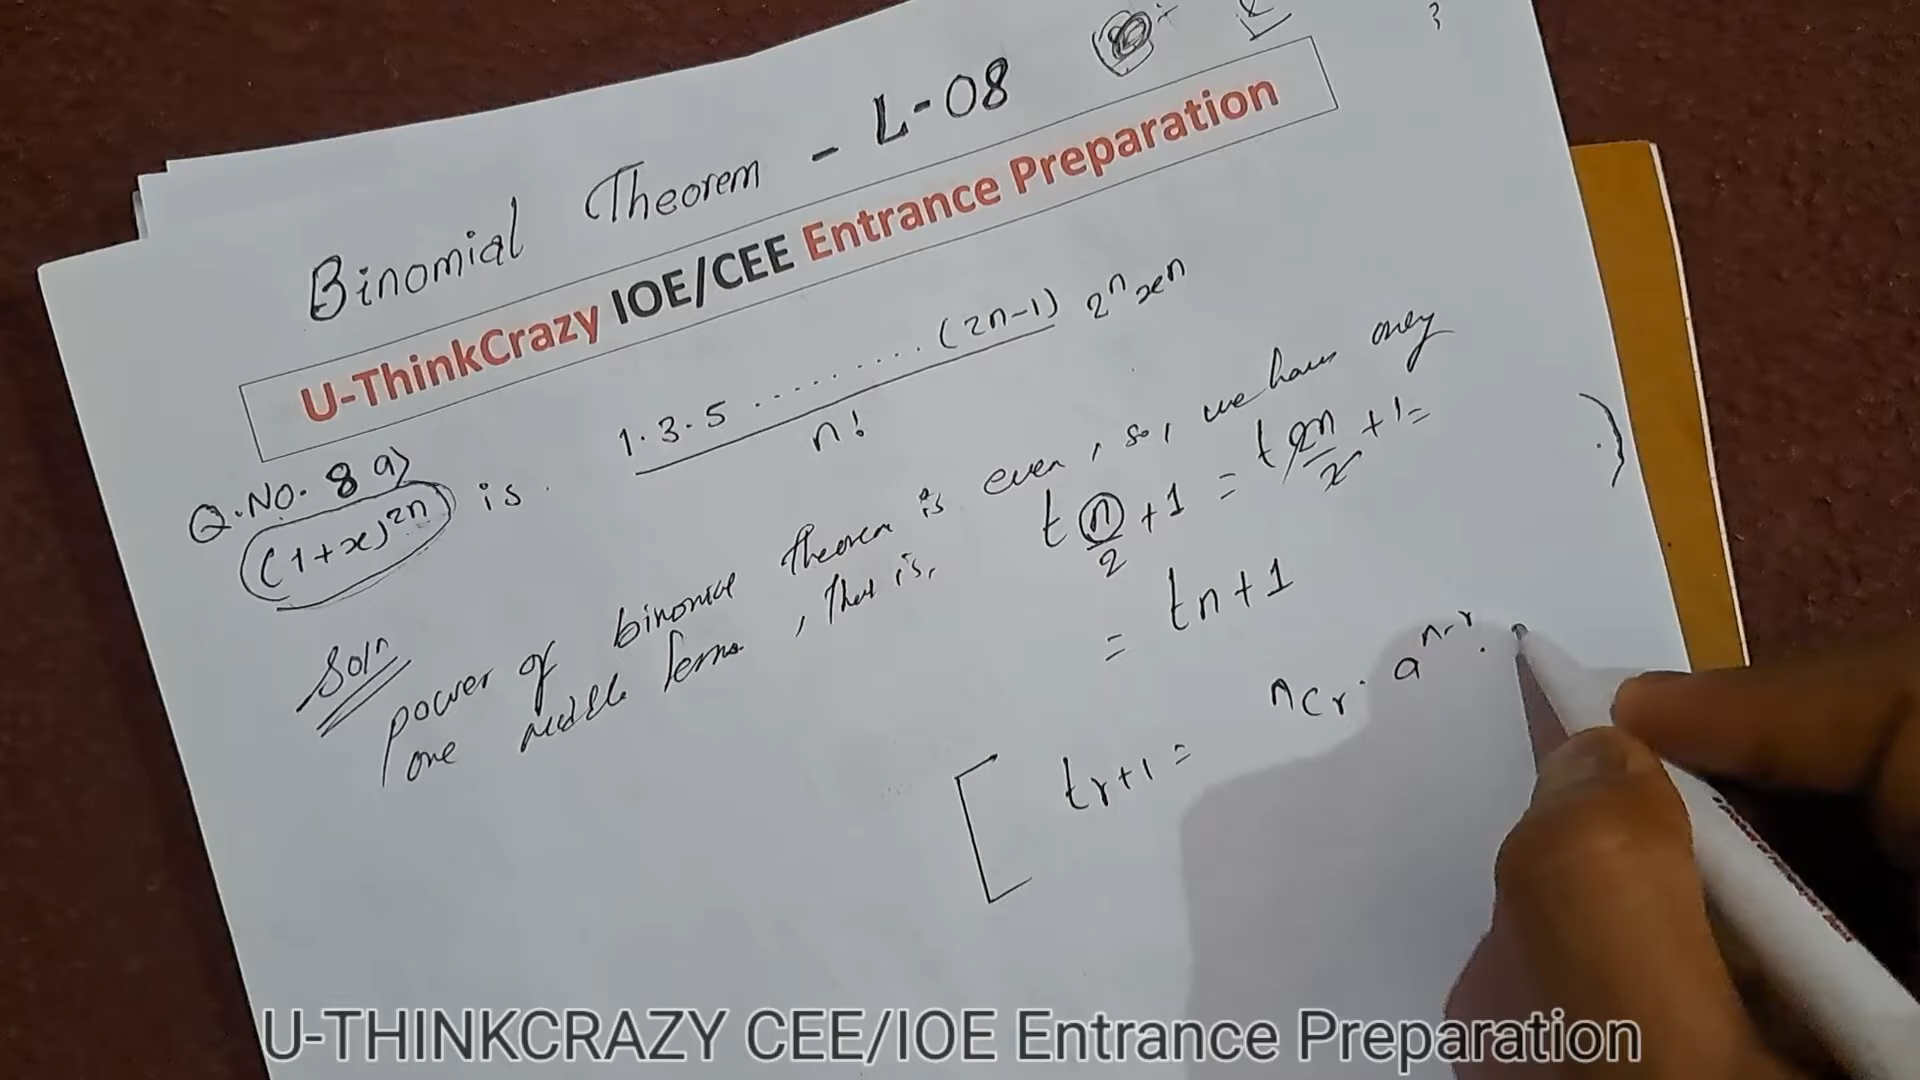 Binomial Theorem - L-08
U-ThinkCrazy IOE/CEE Entrance Preparation
Q.NO. 8 a)
(1+x)^2n is 1.3.5 .......... (2n-1) 2^n x^n
n!
Soln
power of binomial theorem is even, so, we have only
one middle term, that is, t n/2 + 1 = t 2n/2 + 1 =
= tn+1
[ tr+1 = nCr . a^n-r .
U-THINKCRAZY CEE/IOE Entrance Preparation